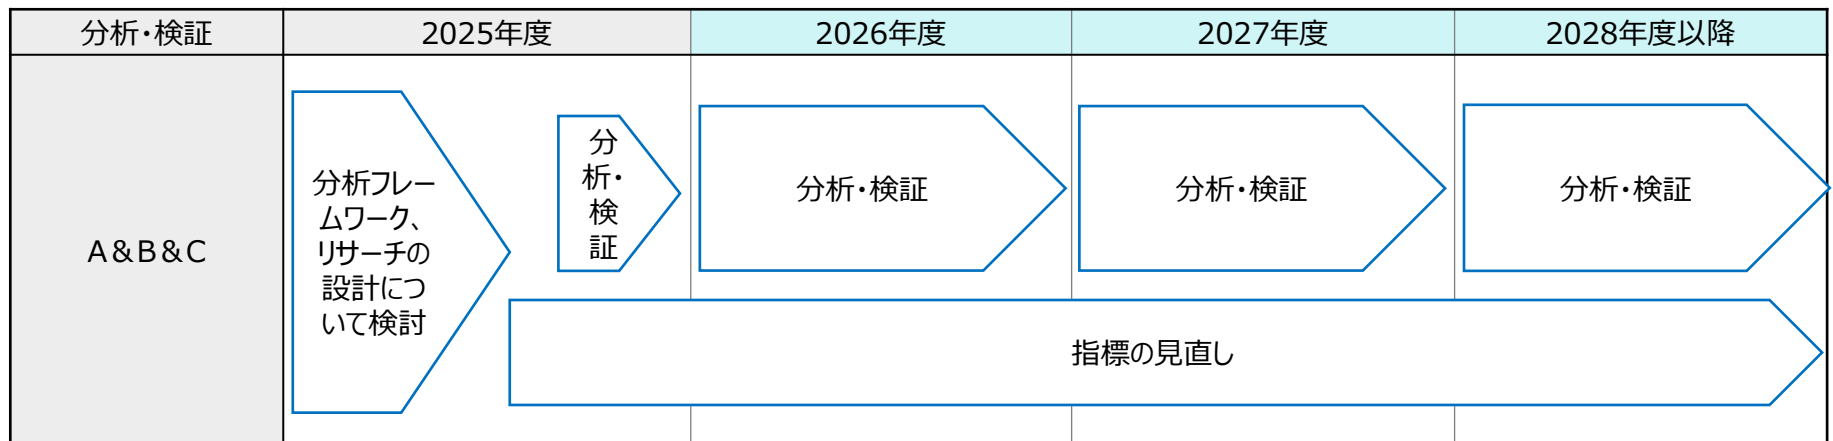 分析・検証
2025年度
2026年度
2027年度
2028年度以降
A&B&C
分析フレー
ムワーク、
リサーチの
設計につ
いて検討
分
析・
検
証
分析・検証
分析・検証
分析・検証
指標の見直し